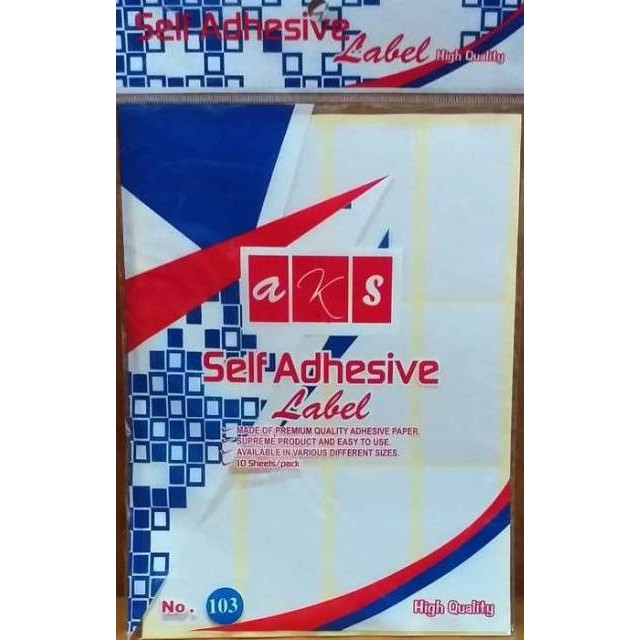 Self Adhesive
Label High Quality
aKs
Self Adhesive
Label
MADE OF PREMIUM QUALITY ADHESIVE PAPER.
SUPREME PRODUCT AND EASY TO USE.
AVAILABLE IN VARIOUS DIFFERENT SIZES.
10 Sheets/pack
No. 103
High Quality